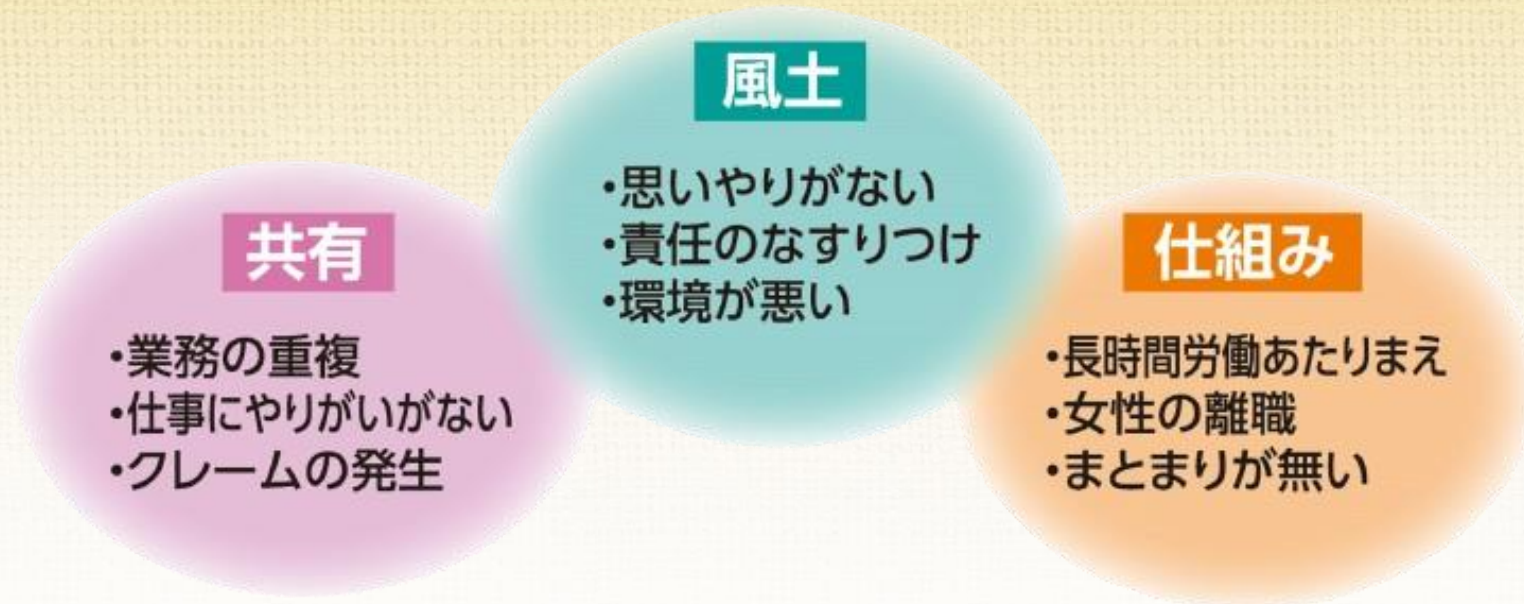 風土
・思いやりがない
・責任のなすりつけ
・環境が悪い
共有
・業務の重複
・仕事にやりがいがない
・クレームの発生
仕組み
・長時間労働あたりまえ
・女性の離職
・まとまりが無い